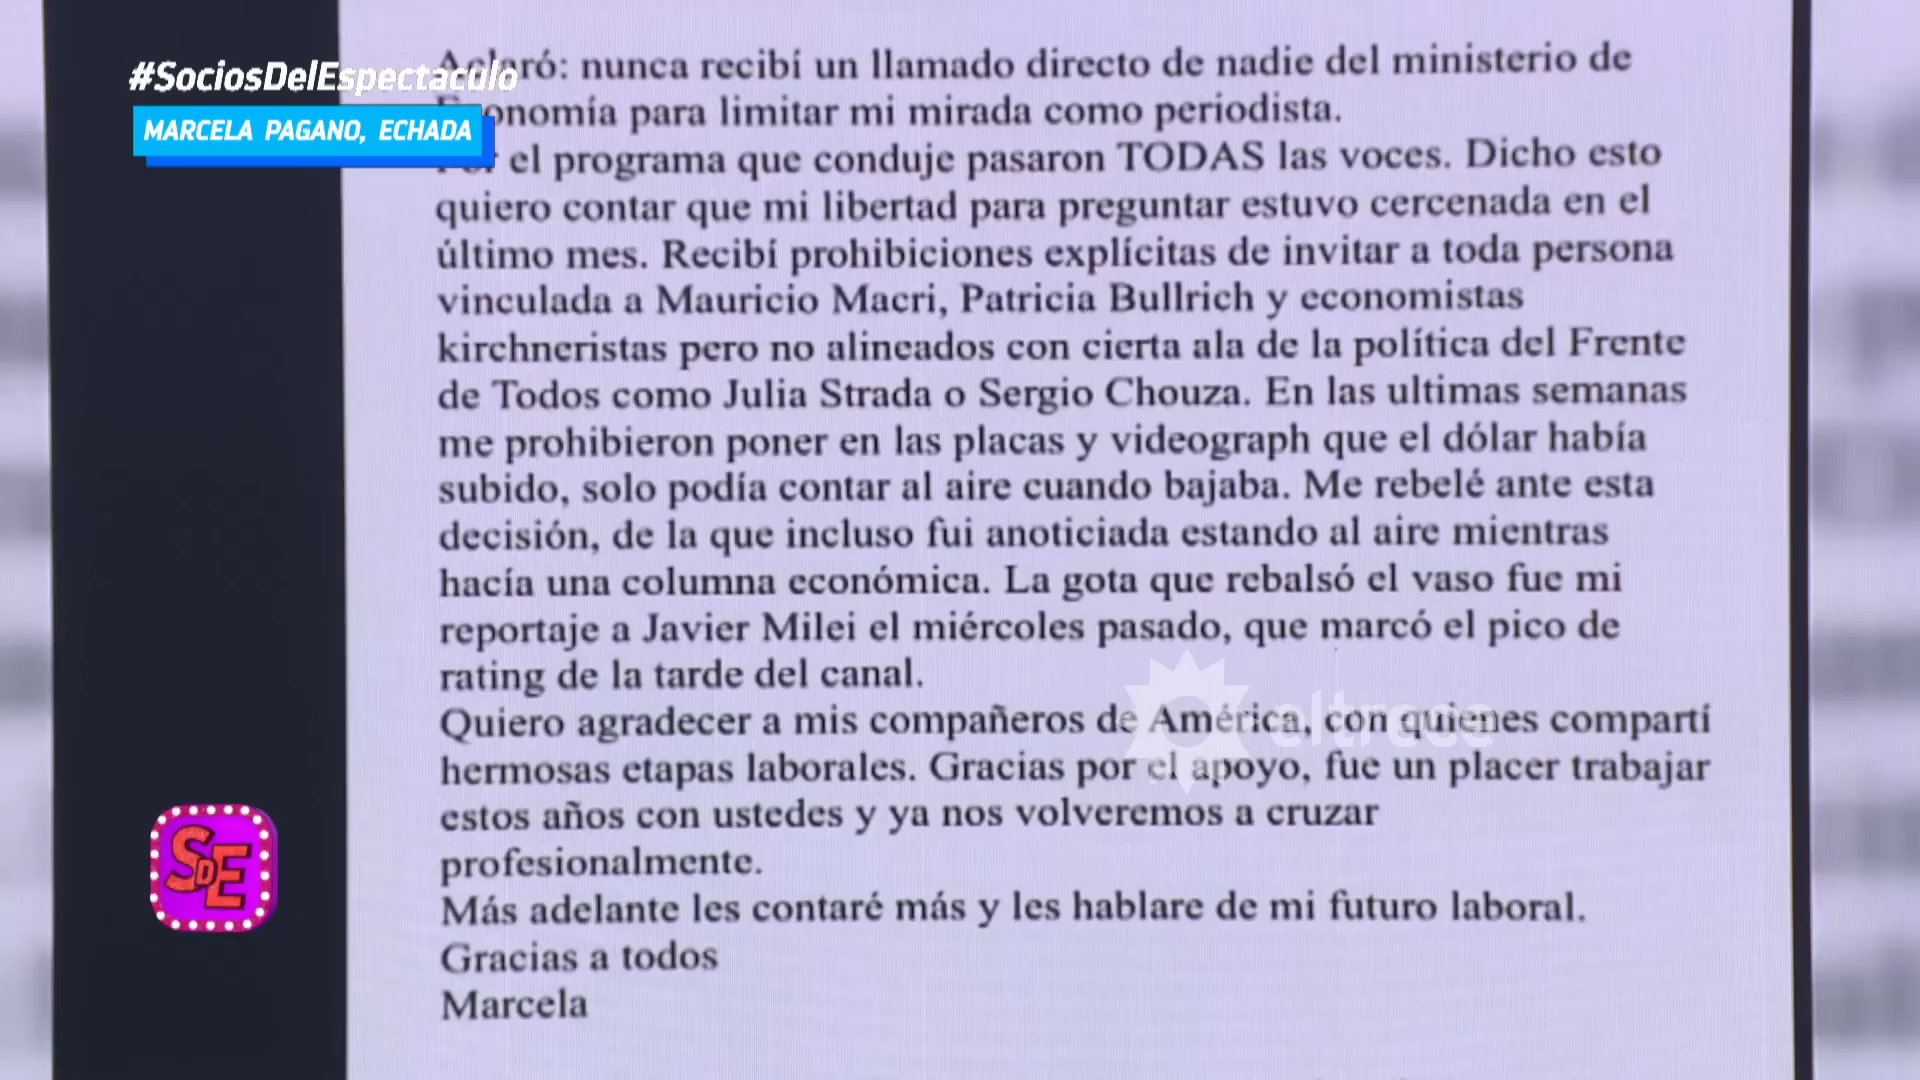 #SociosDelEspectaculo
MARCELA PAGANO, ECHADA
Aclaró: nunca recibí un llamado directo de nadie del ministerio de
Economía para limitar mi mirada como periodista.
Por el programa que conduje pasaron TODAS las voces. Dicho esto
quiero contar que mi libertad para preguntar estuvo cercenada en el
último mes. Recibí prohibiciones explícitas de invitar a toda persona
vinculada a Mauricio Macri, Patricia Bullrich y economistas
kirchneristas pero no alineados con cierta ala de la política del Frente
de Todos como Julia Strada o Sergio Chouza. En las ultimas semanas
me prohibieron poner en las placas y videograph que el dólar había
subido, solo podía contar al aire cuando bajaba. Me rebelé ante esta
decisión, de la que incluso fui anoticiada estando al aire mientras
hacía una columna económica. La gota que rebalsó el vaso fue mi
reportaje a Javier Milei el miércoles pasado, que marcó el pico de
rating de la tarde del canal.
Quiero agradecer a mis compañeros de América, con quienes compartí
hermosas etapas laborales. Gracias por el apoyo, fue un placer trabajar
estos años con ustedes y ya nos volveremos a cruzar
profesionalmente.
Más adelante les contaré más y les hablare de mi futuro laboral.
Gracias a todos
Marcela
eltrece
SDE